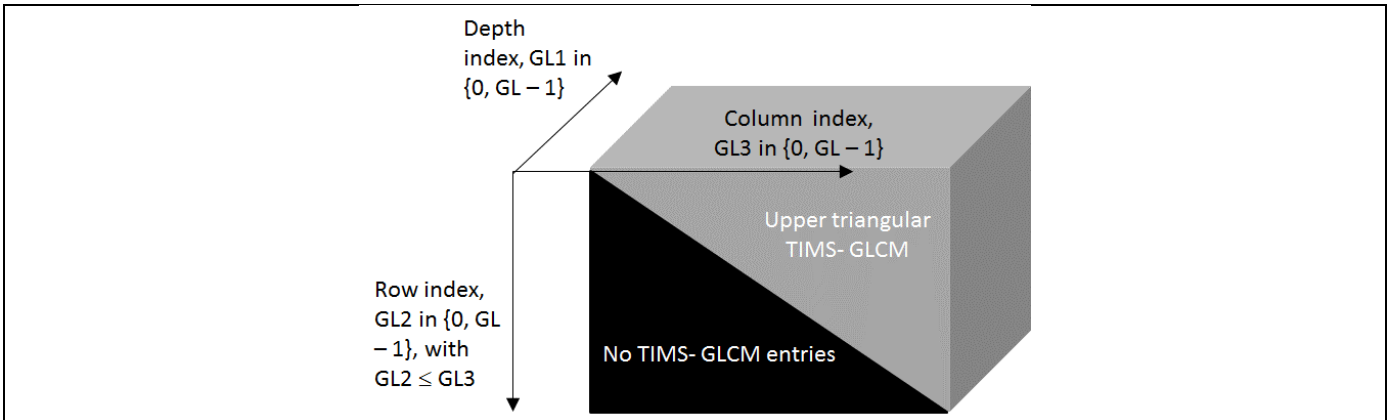 Depth
index, GL1 in
{0, GL – 1}
Column index,
GL3 in {0, GL – 1}
Upper triangular
TIMS- GLCM
Row index,
GL2 in {0, GL
– 1}, with
GL2 ≤ GL3
No TIMS- GLCM entries